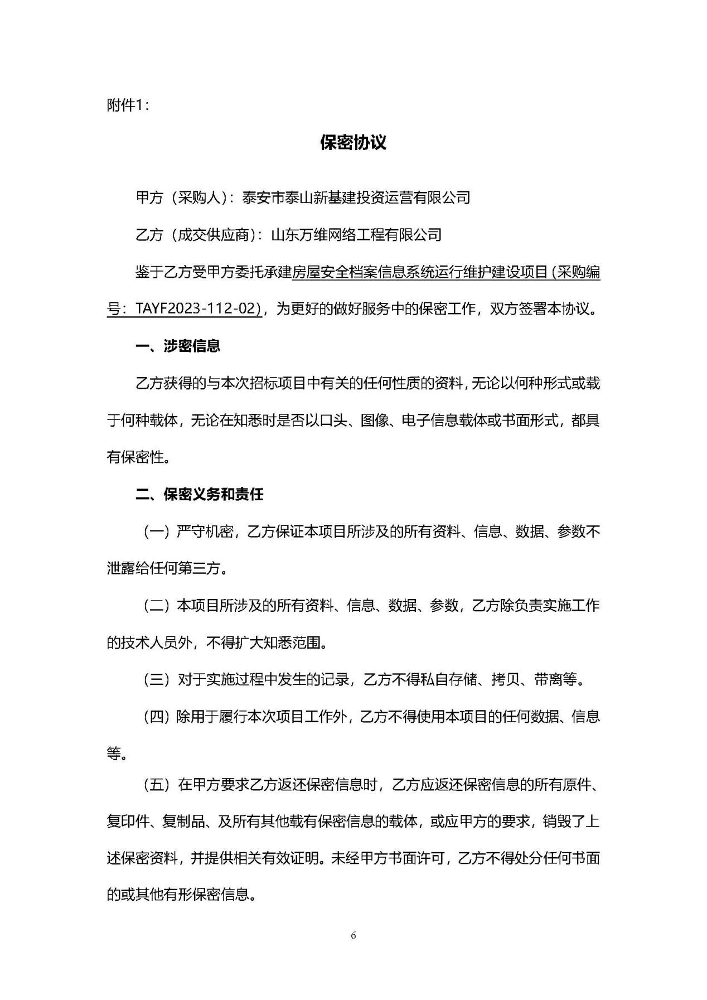 附件1：
保密协议
甲方（采购人）：泰安市泰山新基建投资运营有限公司
乙方（成交供应商）：山东万维网络工程有限公司
鉴于乙方受甲方委托承建房屋安全档案信息系统运行维护建设项目（采购编
号：TAYF2023-112-02)，为更好的做好服务中的保密工作，双方签署本协议。
一、涉密信息
乙方获得的与本次招标项目中有关的任何性质的资料，无论以何种形式或载
于何种载体，无论在知悉时是否以口头、图像、电子信息载体或书面形式，都具
有保密性。
二、保密义务和责任
（一）严守机密，乙方保证本项目所涉及的所有资料、信息、数据、参数不
泄露给任何第三方。
（二）本项目所涉及的所有资料、信息、数据、参数，乙方除负责实施工作
的技术人员外，不得扩大知悉范围。
（三）对于实施过程中发生的记录，乙方不得私自存储、拷贝、带离等。
（四）除用于履行本次项目工作外，乙方不得使用本项目的任何数据、信息
等。
（五）在甲方要求乙方返还保密信息时，乙方应返还保密信息的所有原件、
复印件、复制品、及所有其他载有保密信息的载体，或应甲方的要求，销毁了上
述保密资料，并提供相关有效证明。未经甲方书面许可，乙方不得处分任何书面
的或其他有形保密信息。
6